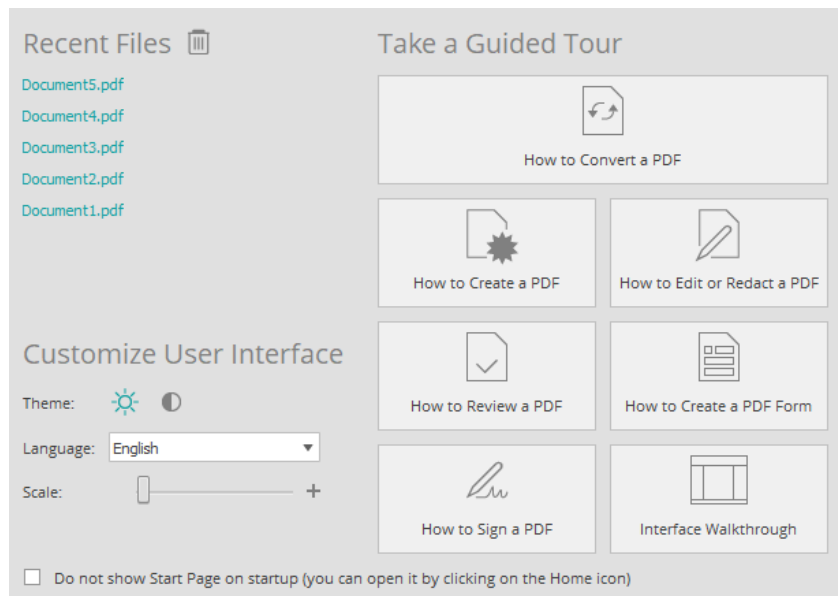 Recent Files
Document5.pdf
Document4.pdf
Document3.pdf
Document2.pdf
Document1.pdf
Customize User Interface
Theme:
Language: English
Scale:
Take a Guided Tour
How to Convert a PDF
How to Create a PDF
How to Edit or Redact a PDF
How to Review a PDF
How to Create a PDF Form
How to Sign a PDF
Interface Walkthrough
Do not show Start Page on startup (you can open it by clicking on the Home icon)